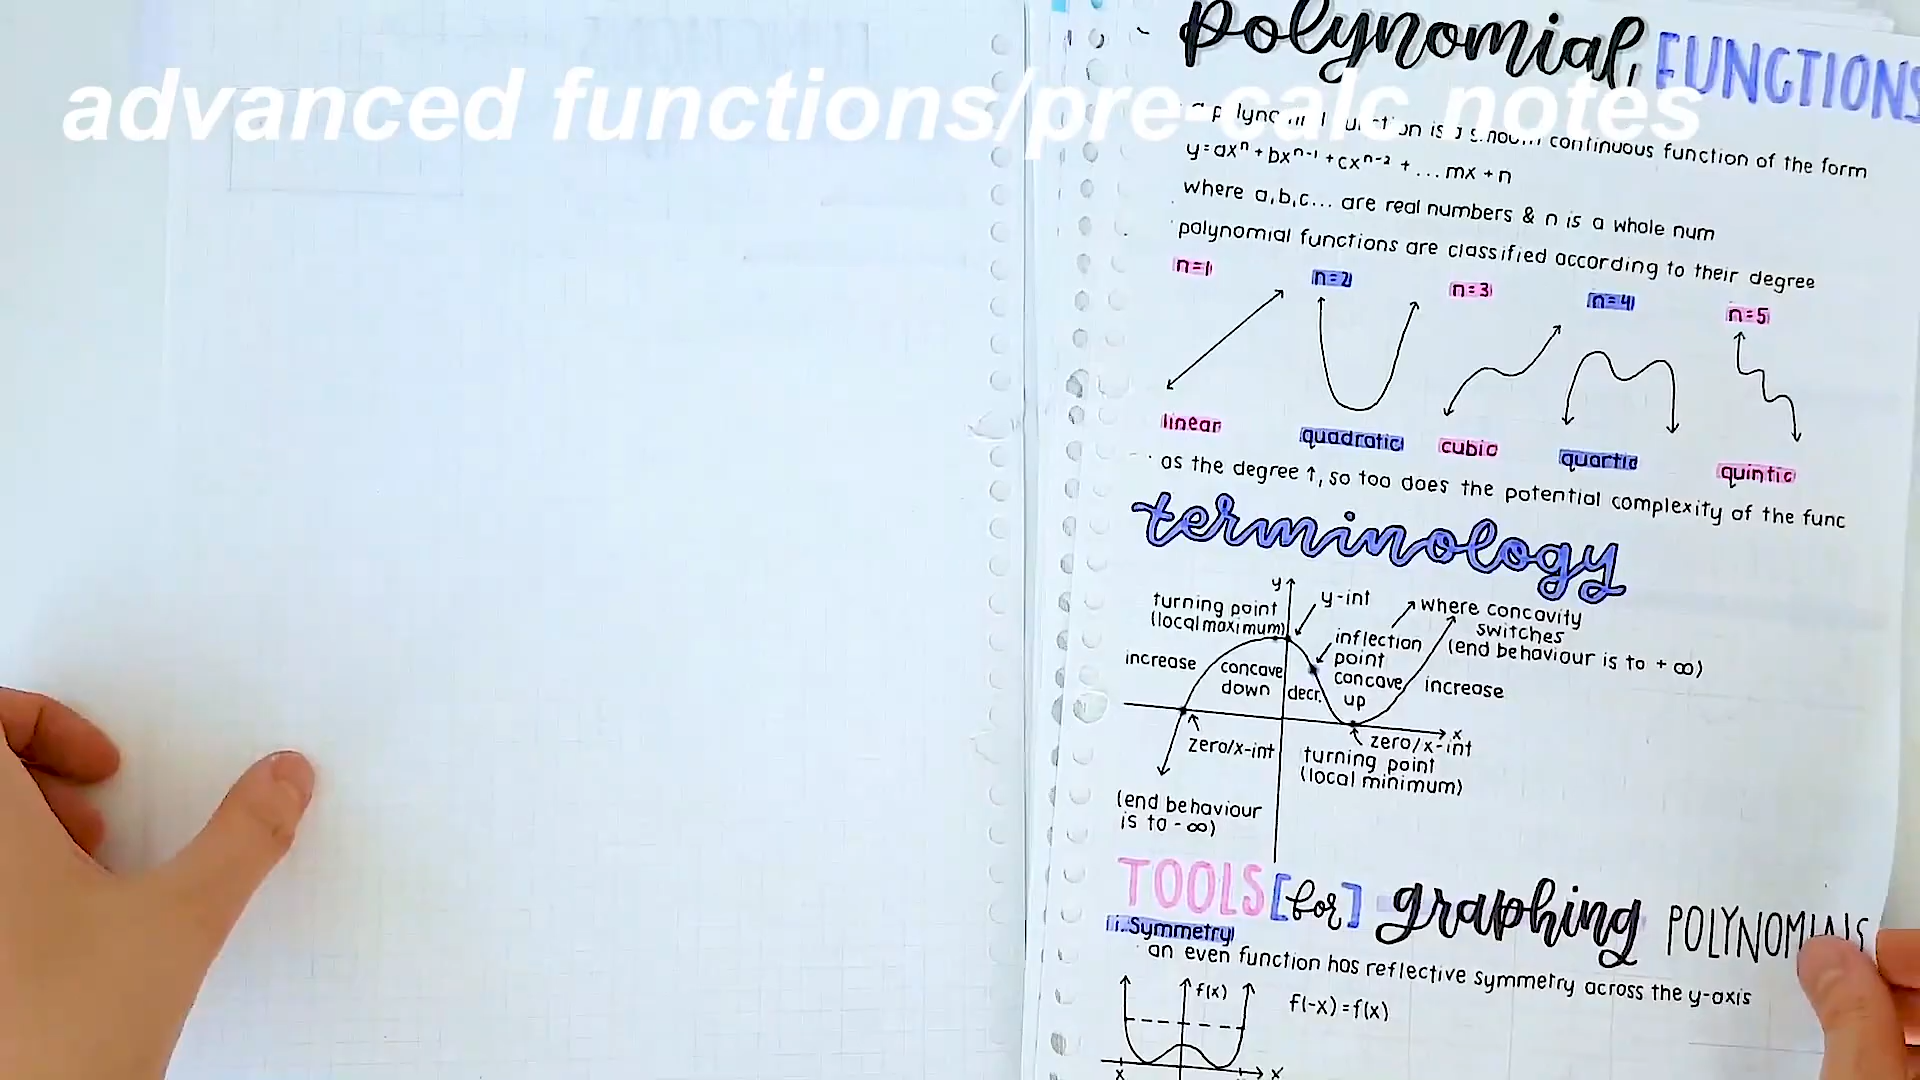 advanced functions/pre-calc notes
polynomial FUNCTIONS
a polynomial function is a smooth continuous function of the form
y=axⁿ+bxⁿ⁻¹+cxⁿ⁻²+...mx+n
where a,b,c... are real numbers & n is a whole num
polynomial functions are classified according to their degree
n=1 n=2 n=3 n=4 n=5
linear quadratic cubic quartic quintic
as the degree ↑, so too does the potential complexity of the func
terminology
y
y-int
turning point
(local maximum)
where concavity
switches
(end behaviour is to +∞)
inflection
point
increase
concave
down
decr.
concave
up
increase
x
zero/x-int
zero/x-int
turning point
(local minimum)
(end behaviour
is to -∞)
TOOLS [for] graphing POLYNOMIALS
i. Symmetry
an even function has reflective symmetry across the y-axis
f(x)
f(-x)=f(x)
x
x